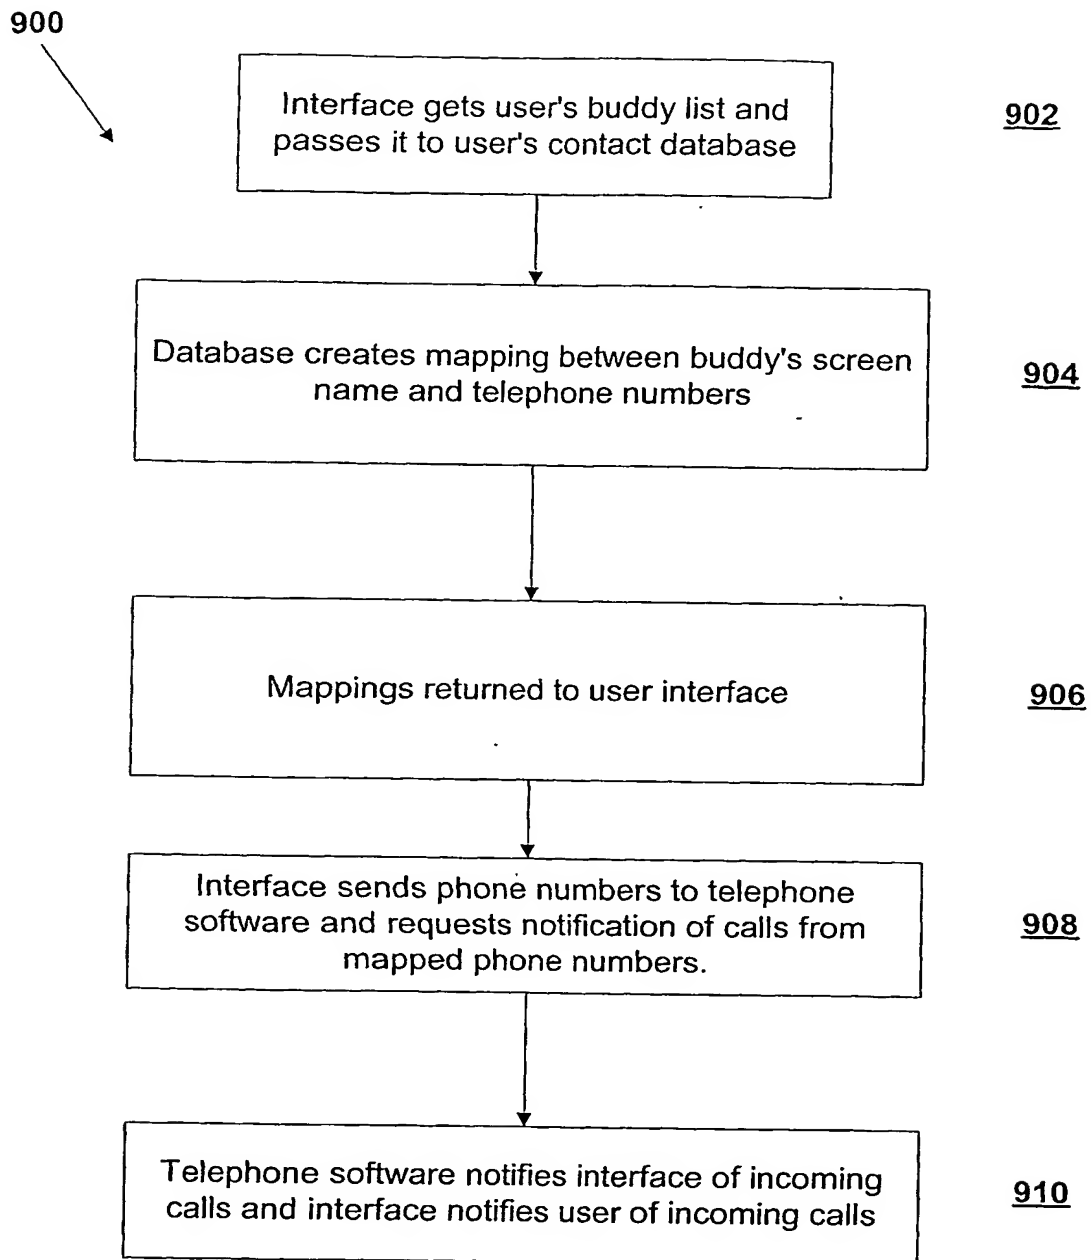 900
Interface gets user's buddy list and
passes it to user's contact database
902
Database creates mapping between buddy's screen
name and telephone numbers
904
Mappings returned to user interface
906
Interface sends phone numbers to telephone
software and requests notification of calls from
mapped phone numbers.
908
Telephone software notifies interface of incoming
calls and interface notifies user of incoming calls
910